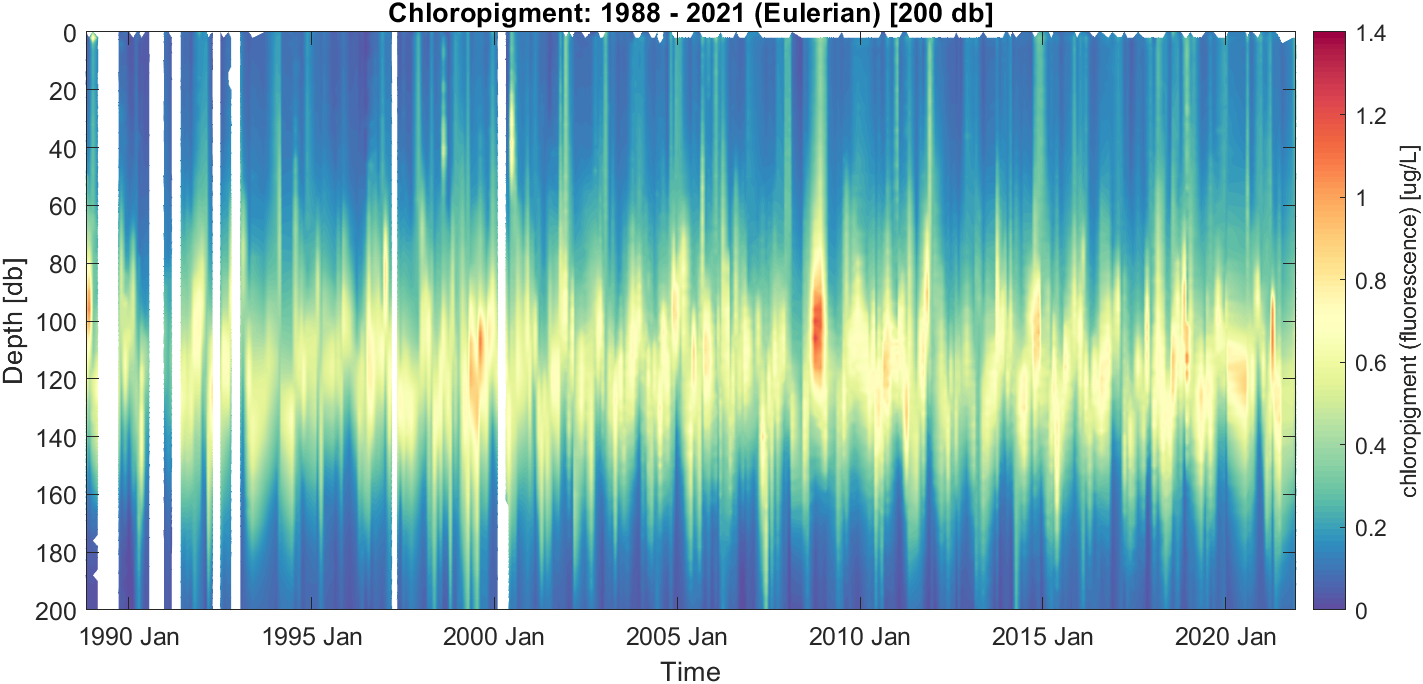 Chloropigment: 1988 - 2021 (Eulerian) [200 db]
0
20
40
60
80
100
120
140
160
180
200
Depth [db]
1990 Jan
1995 Jan
2000 Jan
2005 Jan
2010 Jan
2015 Jan
2020 Jan
Time
1.4
1.2
1
0.8
0.6
0.4
0.2
0
chloropigment (fluorescence) [ug/L]